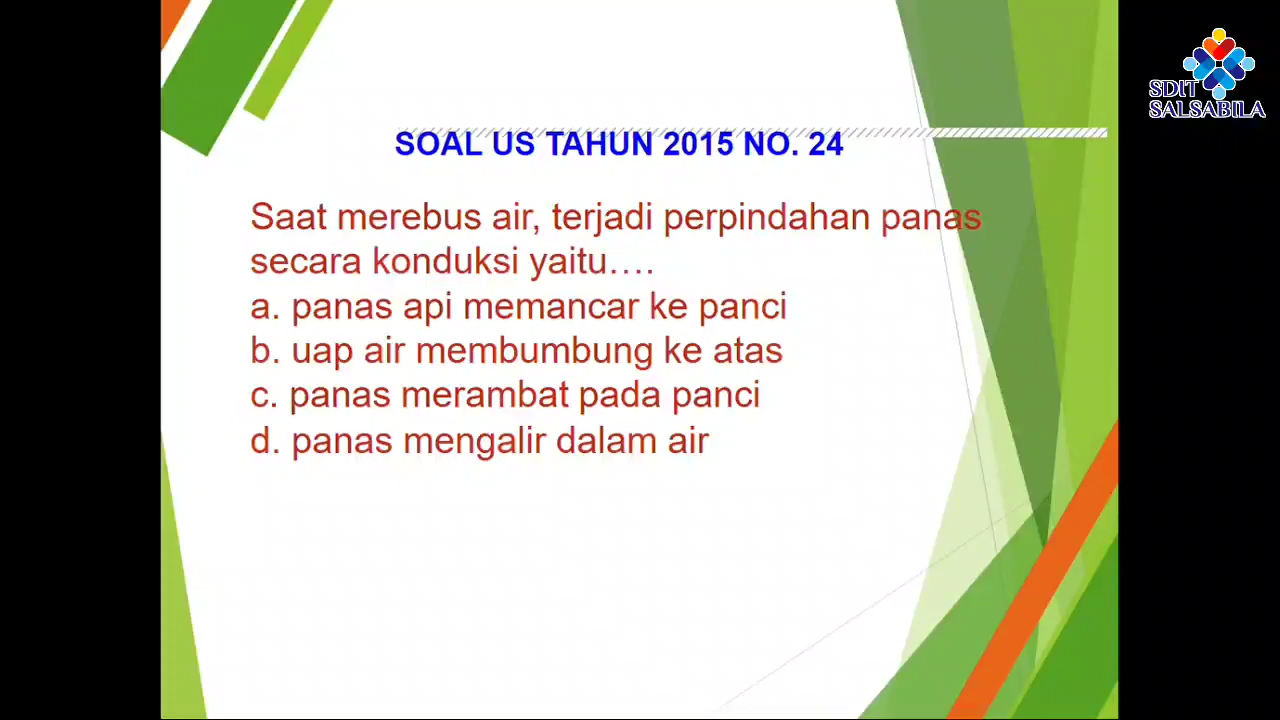 SDIT
SALSABILA
SOAL US TAHUN 2015 NO. 24
Saat merebus air, terjadi perpindahan panas
secara konduksi yaitu….
a. panas api memancar ke panci
b. uap air membumbung ke atas
c. panas merambat pada panci
d. panas mengalir dalam air